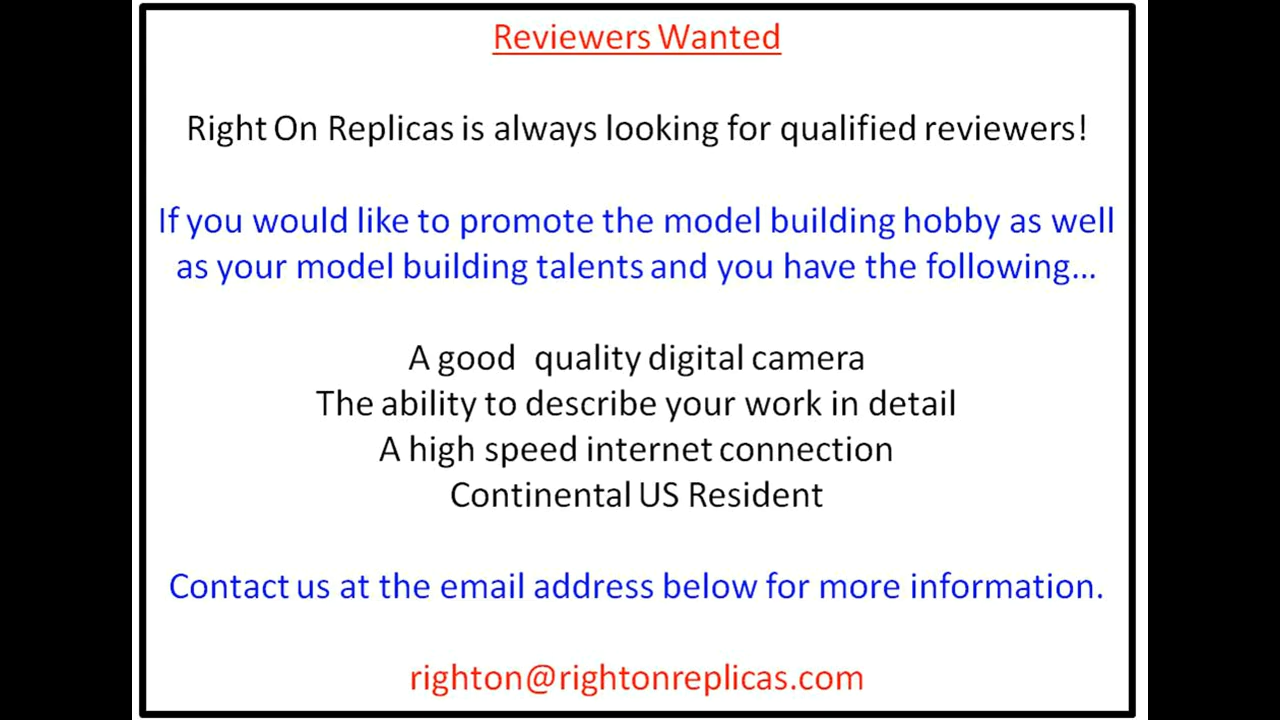 Reviewers Wanted
Right On Replicas is always looking for qualified reviewers!
If you would like to promote the model building hobby as well
as your model building talents and you have the following...
A good  quality digital camera
The ability to describe your work in detail
A high speed internet connection
Continental US Resident
Contact us at the email address below for more information.
righton@rightonreplicas.com